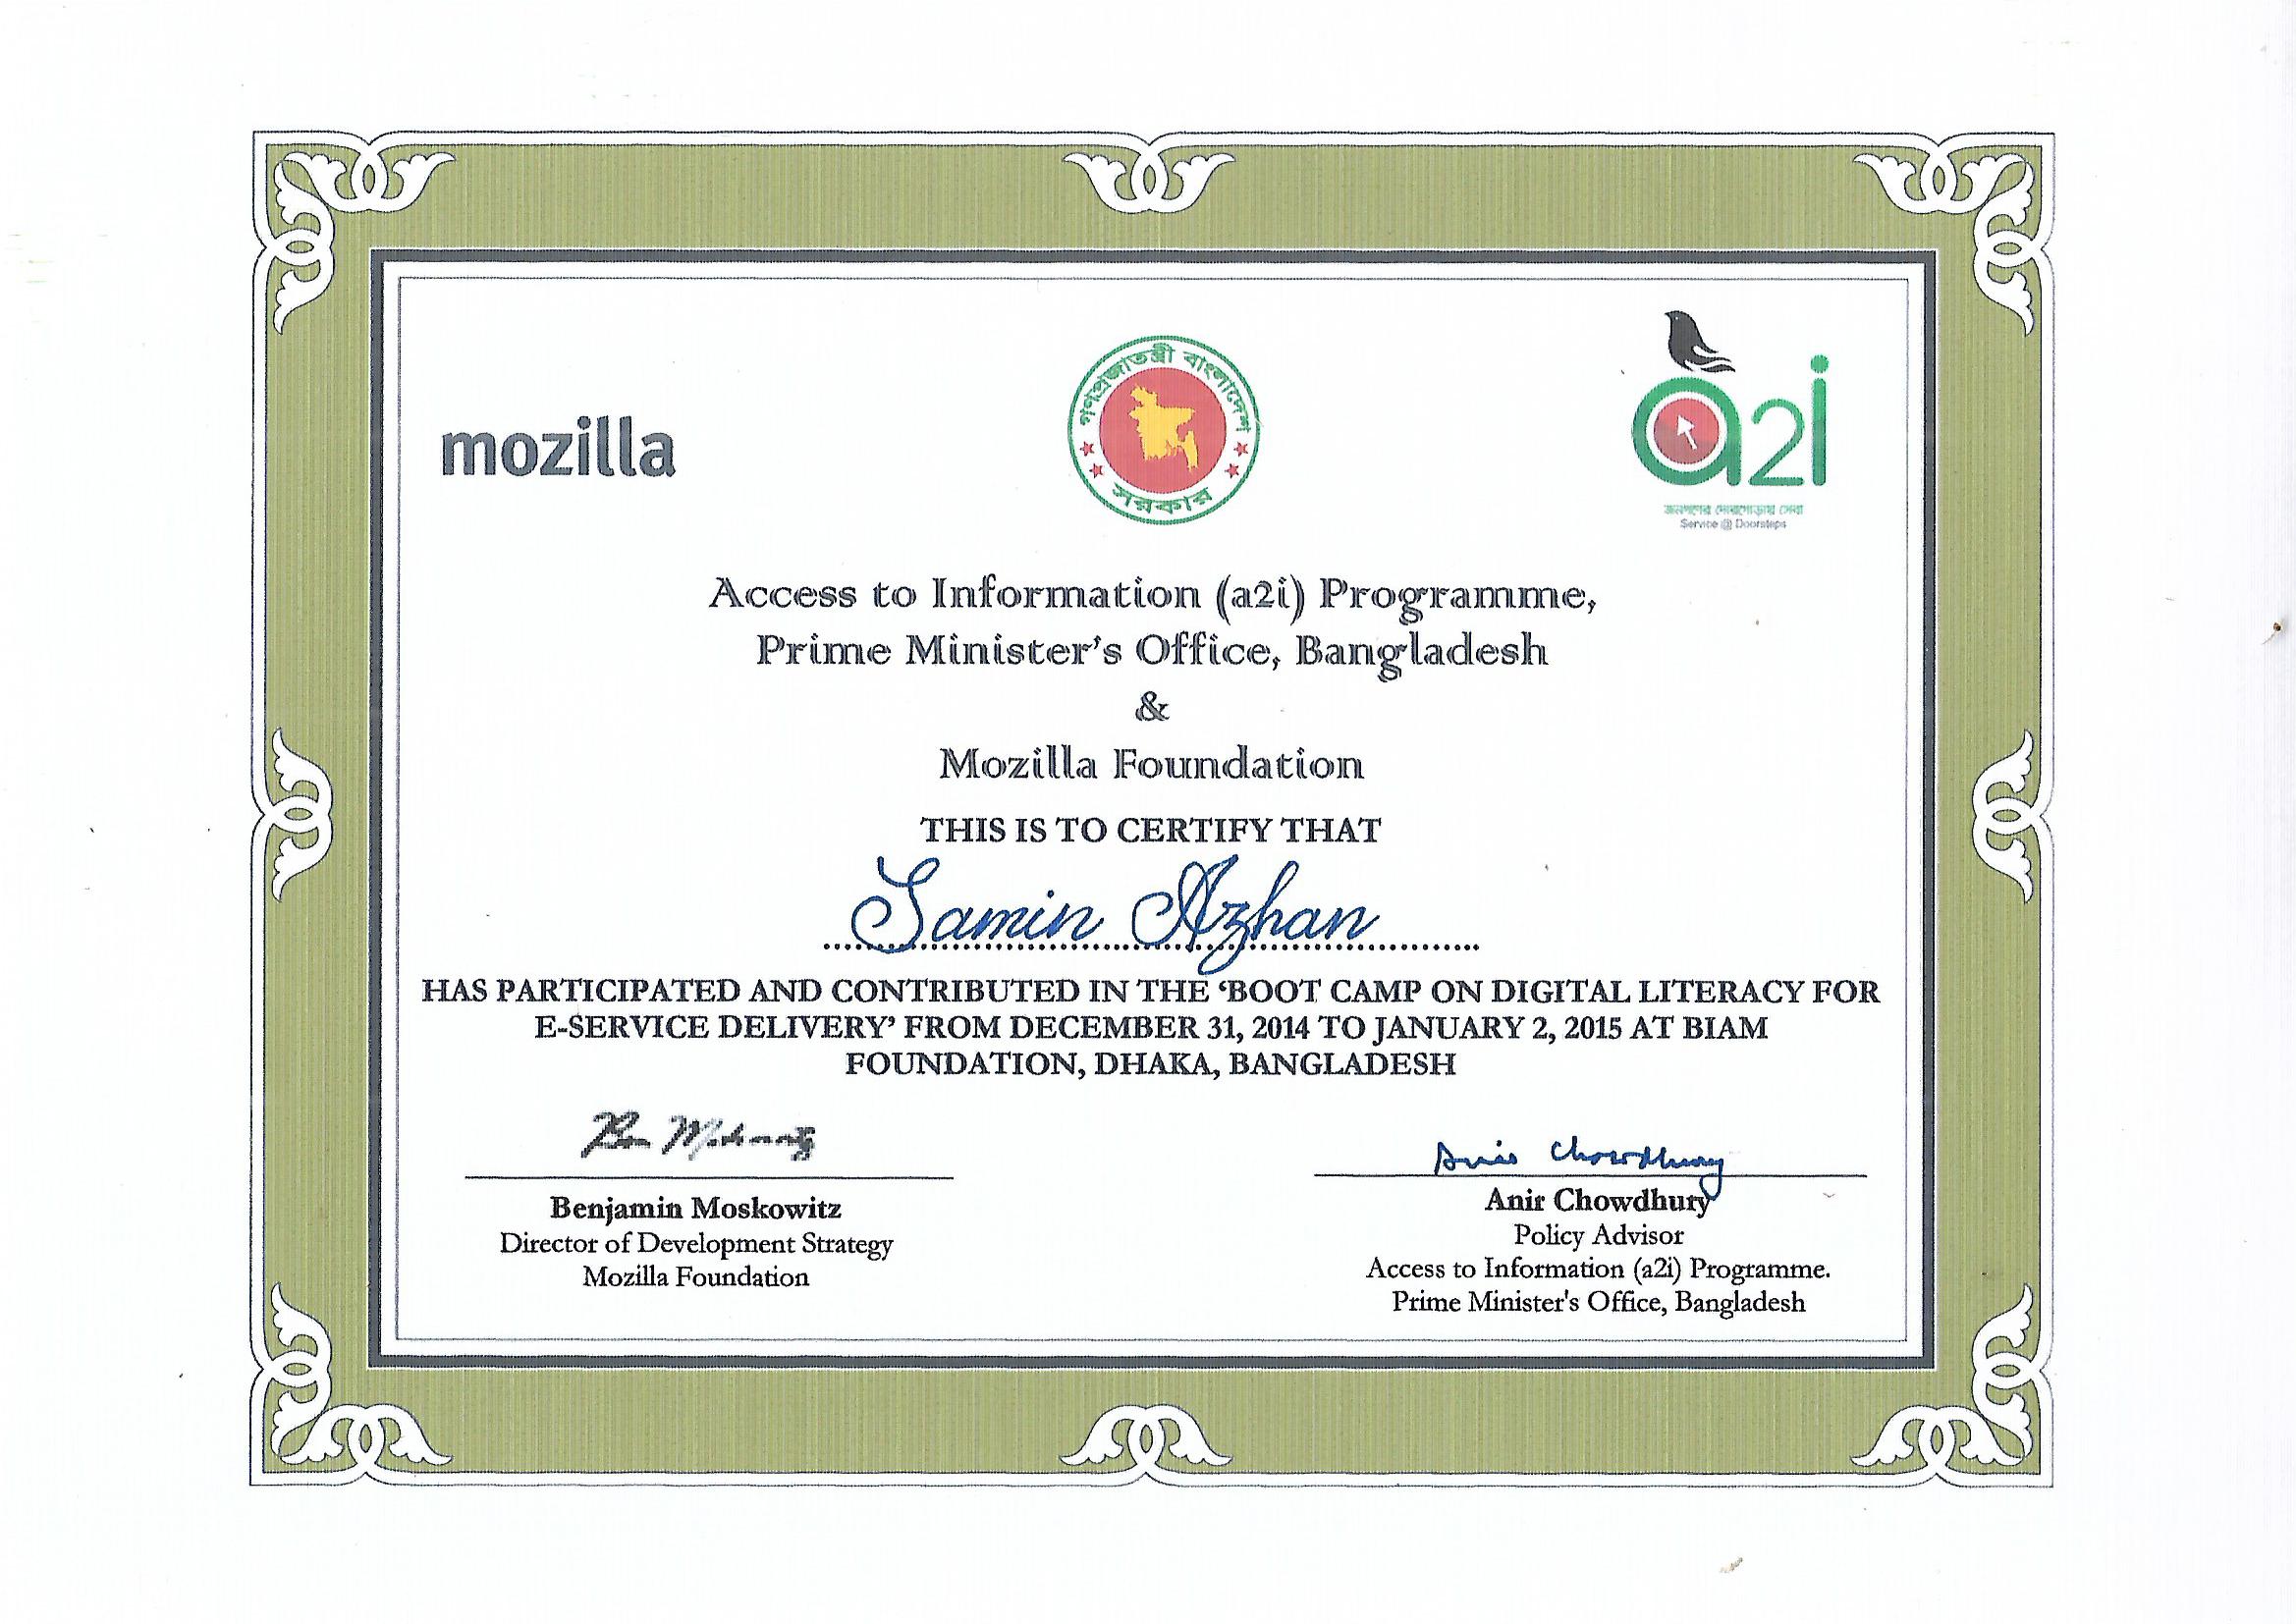 mozilla
গণপ্রজাতন্ত্রী বাংলাদেশ
সরকার
a2i
জনগণের দোরগোড়ায় সেবা
Service @ Doorsteps
Access to Information (a2i) Programme,
Prime Minister's Office, Bangladesh
&
Mozilla Foundation
THIS IS TO CERTIFY THAT
Samin Azhan
HAS PARTICIPATED AND CONTRIBUTED IN THE ‘BOOT CAMP ON DIGITAL LITERACY FOR
E-SERVICE DELIVERY’ FROM DECEMBER 31, 2014 TO JANUARY 2, 2015 AT BIAM
FOUNDATION, DHAKA, BANGLADESH
Ben Moskowitz
Anir Chowdhury
Benjamin Moskowitz
Director of Development Strategy
Mozilla Foundation
Anir Chowdhury
Policy Advisor
Access to Information (a2i) Programme.
Prime Minister's Office, Bangladesh